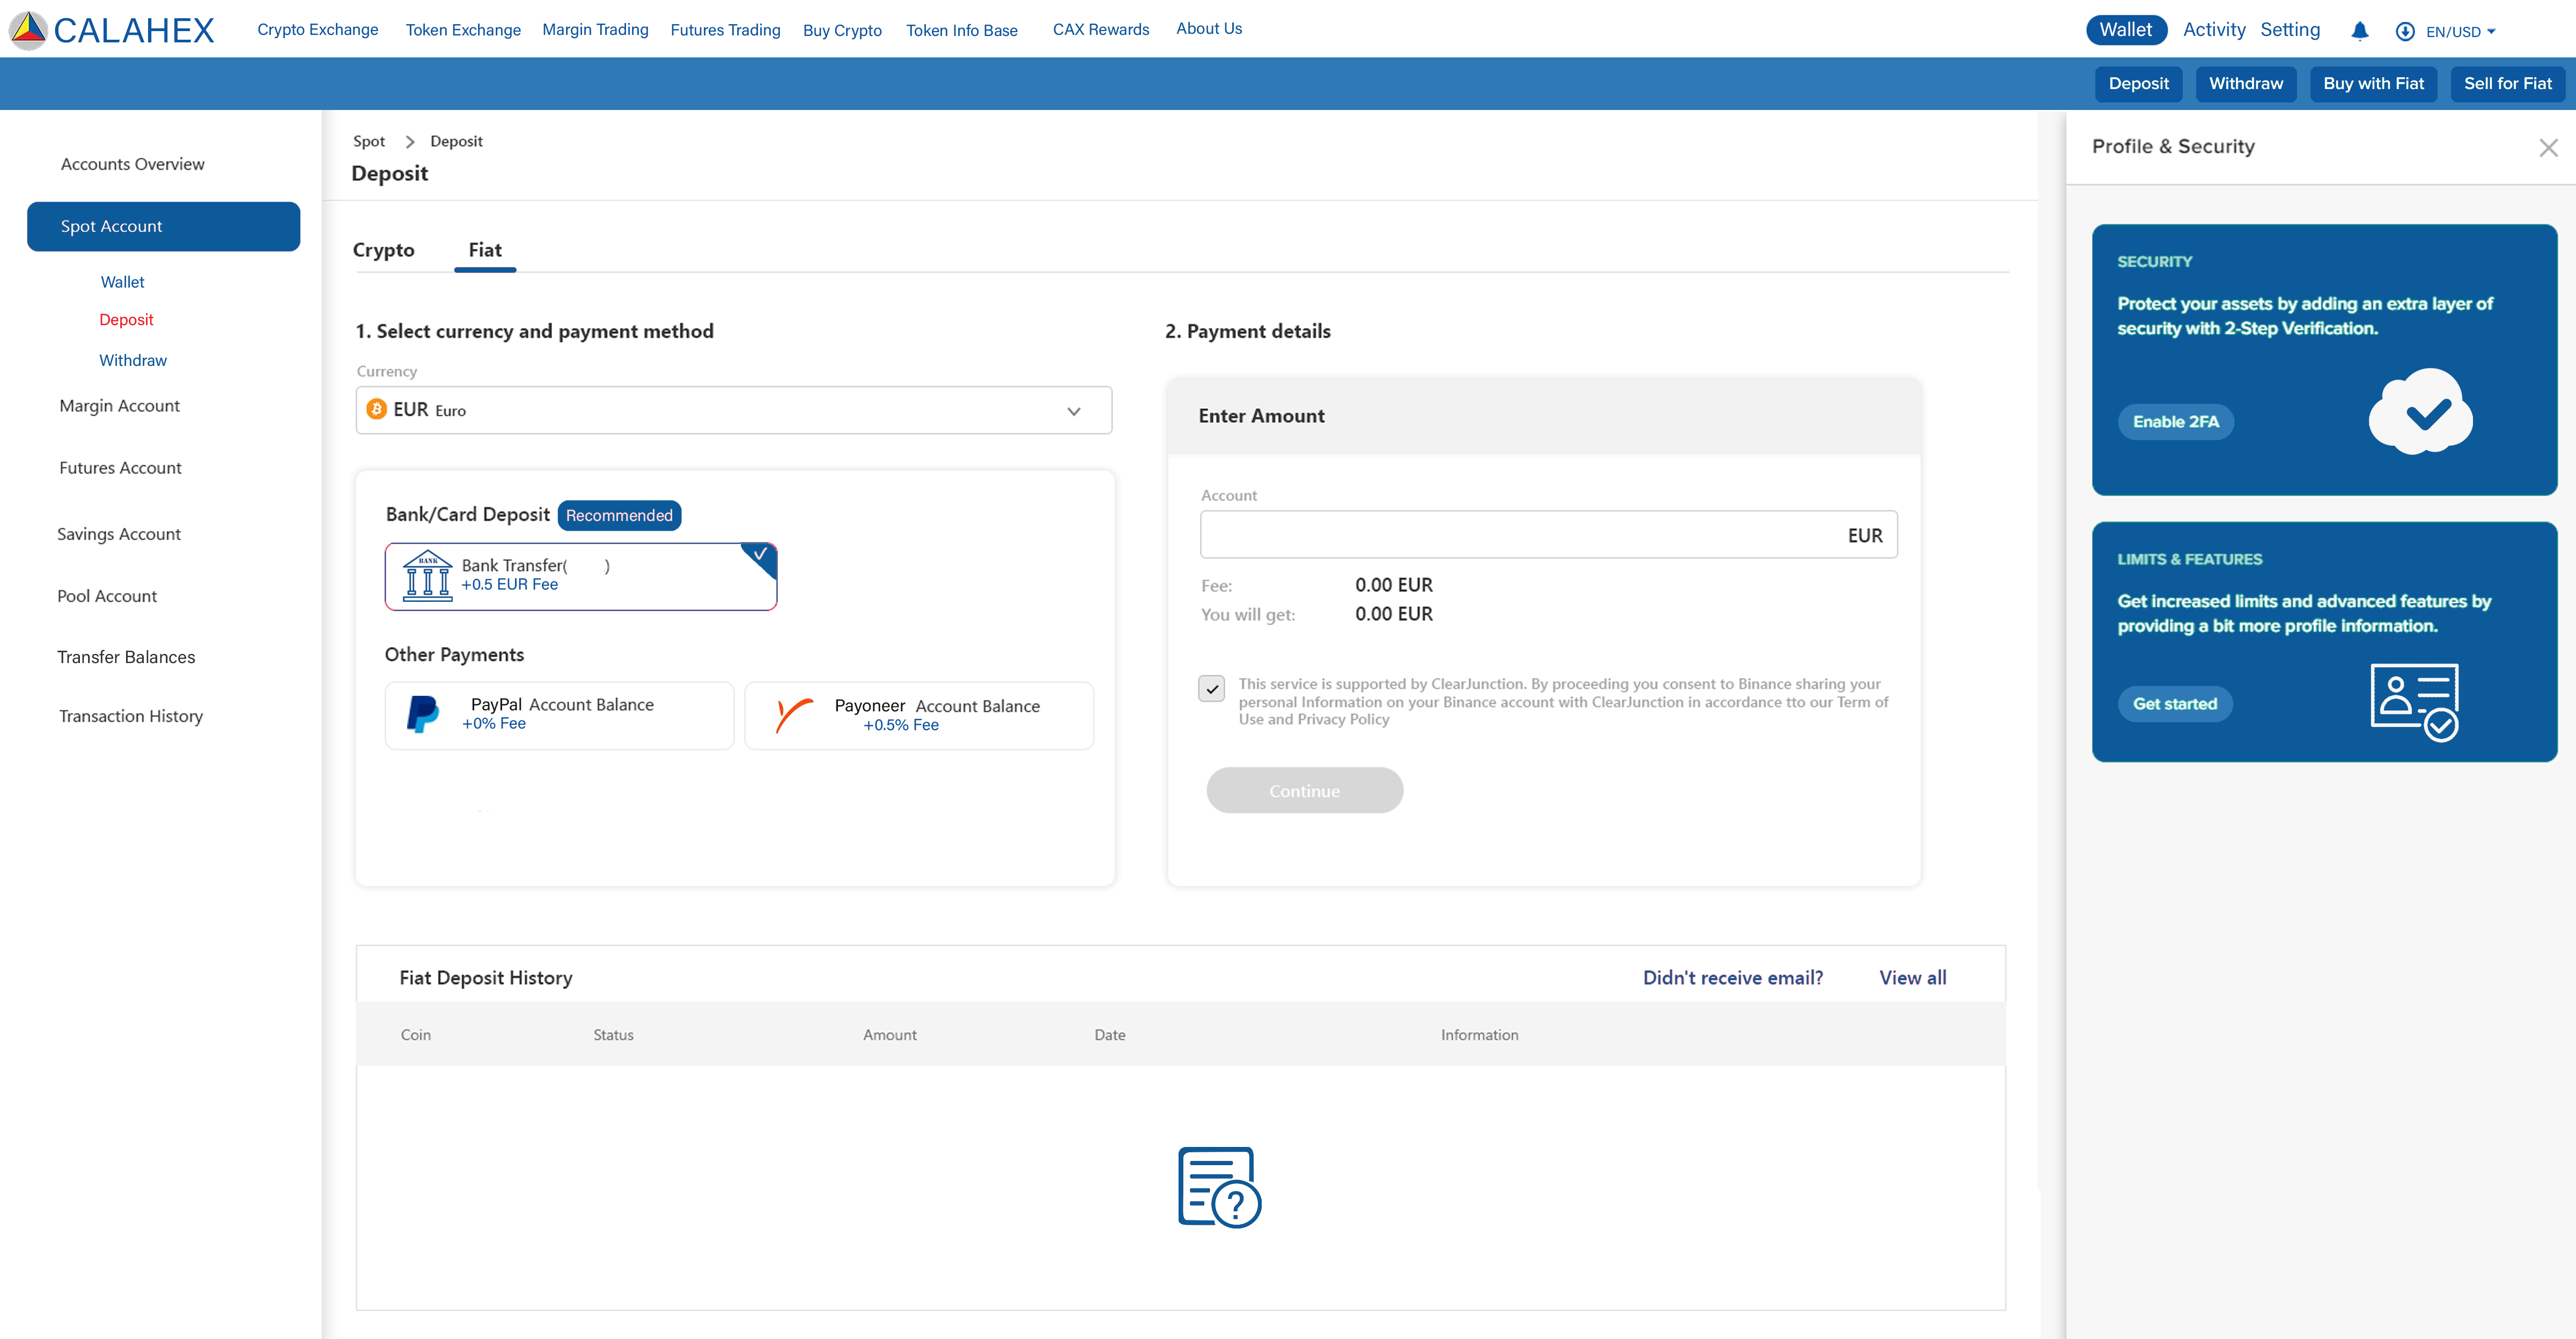 CALAHEX
Crypto Exchange Token Exchange Margin Trading Futures Trading Buy Crypto Token Info Base CAX Rewards About Us
Wallet Activity Setting EN/USD
Deposit Withdraw Buy with Fiat Sell for Fiat
Accounts Overview
Spot Account
Wallet
Deposit
Withdraw
Margin Account
Futures Account
Savings Account
Pool Account
Transfer Balances
Transaction History
Spot > Deposit
Deposit
Crypto Fiat
1. Select currency and payment method
Currency
EUR Euro
Bank/Card Deposit Recommended
BANK
Bank Transfer( )
+0.5 EUR Fee
Other Payments
PayPal Account Balance
+0% Fee
Payoneer Account Balance
+0.5% Fee
2. Payment details
Enter Amount
Account
EUR
Fee: 0.00 EUR
You will get: 0.00 EUR
This service is supported by ClearJunction. By proceeding you consent to Binance sharing your
personal Information on your Binance account with ClearJunction in accordance tto our Term of
Use and Privacy Policy
Continue
Fiat Deposit History Didn't receive email? View all
Coin Status Amount Date Information
?
Profile & Security
SECURITY
Protect your assets by adding an extra layer of
security with 2-Step Verification.
Enable 2FA
LIMITS & FEATURES
Get increased limits and advanced features by
providing a bit more profile information.
Get started